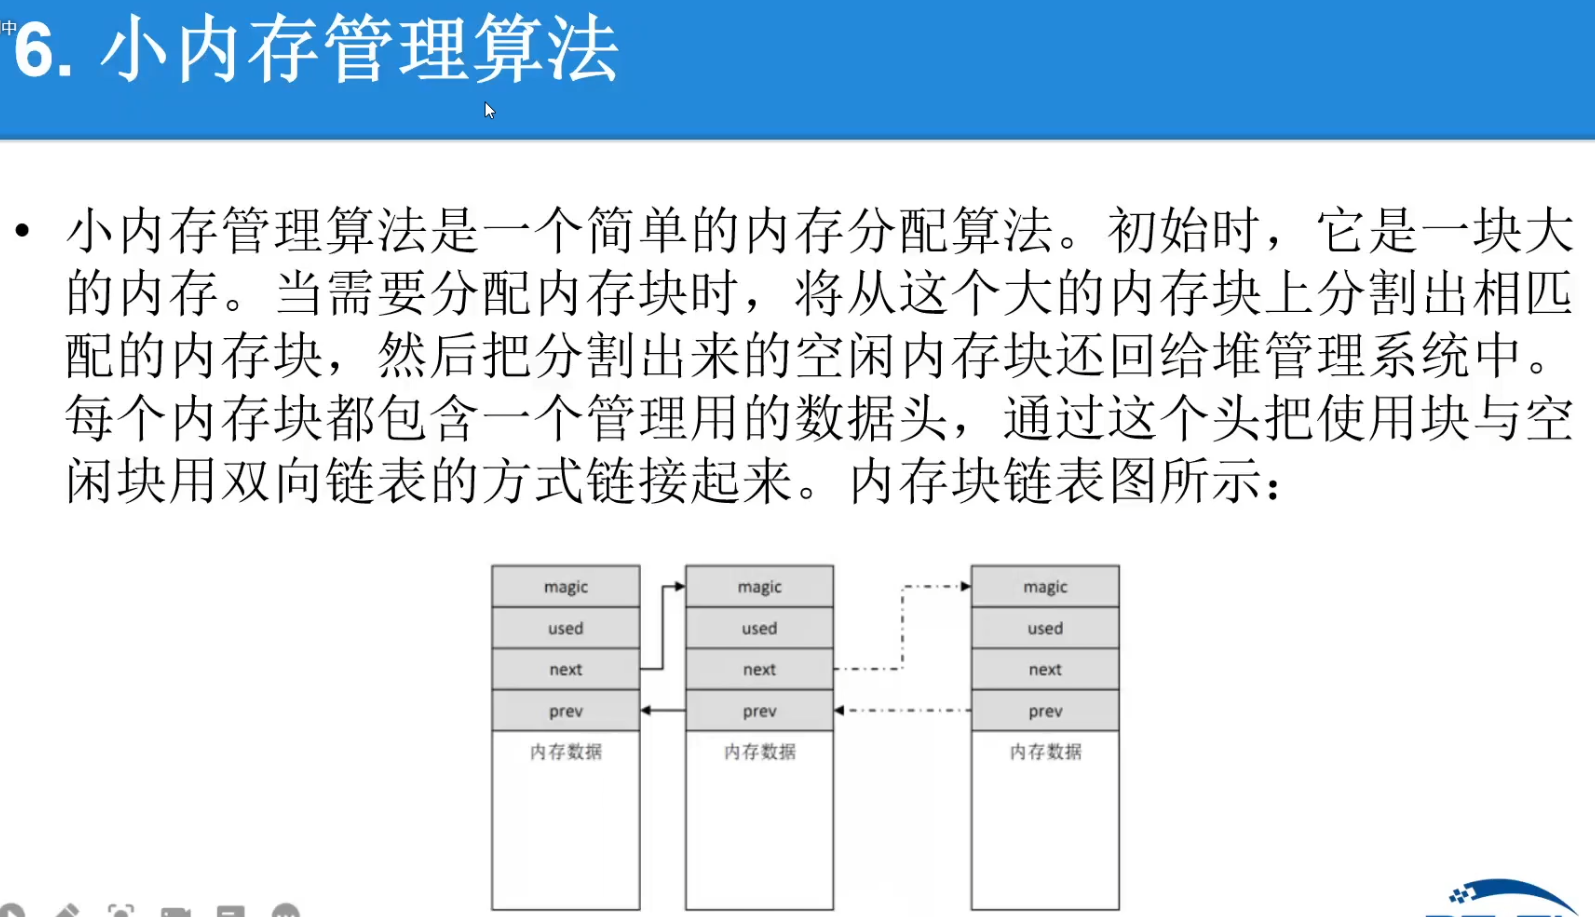 中
6. 小内存管理算法
• 小内存管理算法是一个简单的内存分配算法。初始时，它是一块大
的内存。当需要分配内存块时，将从这个大的内存块上分割出相匹
配的内存块，然后把分割出来的空闲内存块还回给堆管理系统中。
每个内存块都包含一个管理用的数据头，通过这个头把使用块与空
闲块用双向链表的方式链接起来。内存块链表图所示：
magic magic magic
used used used
next next next
prev prev prev
内存数据 内存数据 内存数据